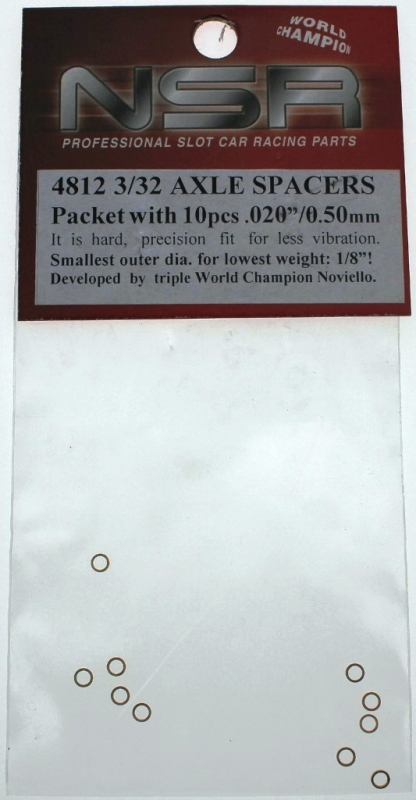 WORLD
CHAMPION
NSR
PROFESSIONAL SLOT CAR RACING PARTS
4812 3/32 AXLE SPACERS
Packet with 10pcs .020"/0.50mm
It is hard, precision fit for less vibration.
Smallest outer dia. for lowest weight: 1/8"!
Developed by triple World Champion Noviello.